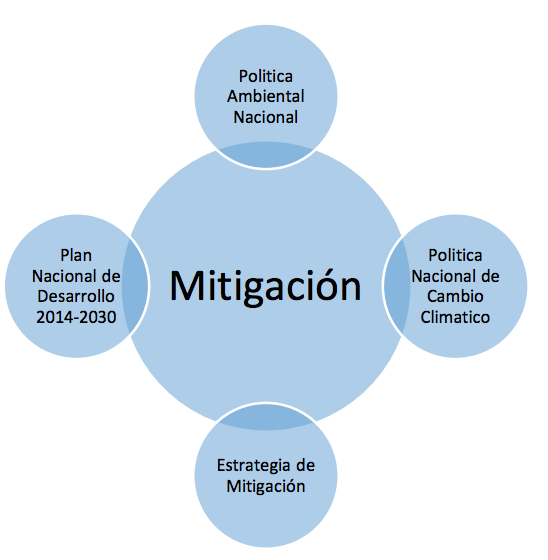 Politica
Ambiental
Nacional
Plan
Nacional de
Desarrollo
2014-2030
Mitigación
Politica
Nacional de
Cambio
Climatico
Estrategia de
Mitigación